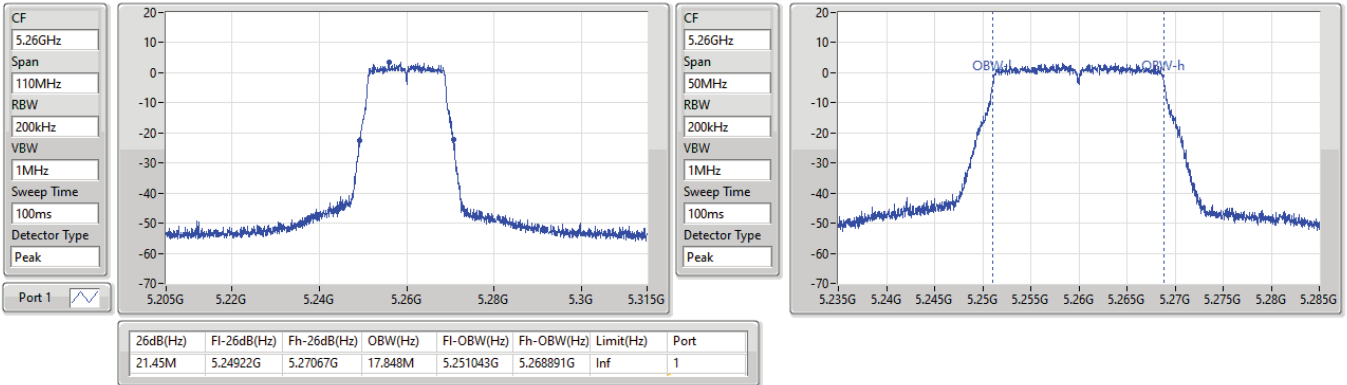 CF
5.26GHz
Span
110MHz
RBW
200kHz
VBW
1MHz
Sweep Time
100ms
Detector Type
Peak
Port 1
20-
10-
0-
-10-
-20-
-30-
-40-
-50-
-60-
-70-
5.205G 5.22G 5.24G 5.26G 5.28G 5.3G 5.315G
CF
5.26GHz
Span
50MHz
RBW
200kHz
VBW
1MHz
Sweep Time
100ms
Detector Type
Peak
20-
10-
0-
-10-
-20-
-30-
-40-
-50-
-60-
-70-
OBW-l OBW-h
5.235G 5.24G 5.245G 5.25G 5.255G 5.26G 5.265G 5.27G 5.275G 5.28G 5.285G
26dB(Hz) Fl-26dB(Hz) Fh-26dB(Hz) OBW(Hz) Fl-OBW(Hz) Fh-OBW(Hz) Limit(Hz) Port
21.45M 5.24922G 5.27067G 17.848M 5.251043G 5.268891G Inf 1